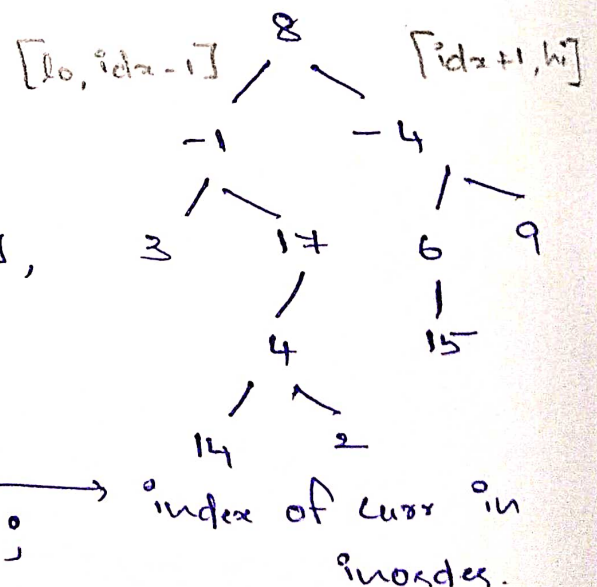 8
[lo, idx-1] [idx+1, hi]
-1 -4
3 17 6 9
,
4 15
14 2
index of curr in
;
inorder.